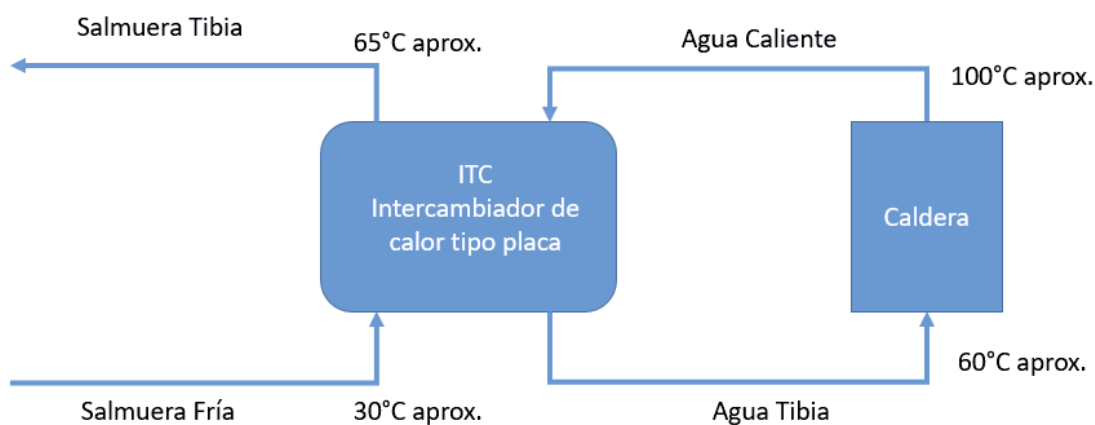 Salmuera Tibia
65°C aprox.
Agua Caliente
100°C aprox.
ITC
Intercambiador de
calor tipo placa
Caldera
60°C aprox.
Salmuera Fría
30°C aprox.
Agua Tibia